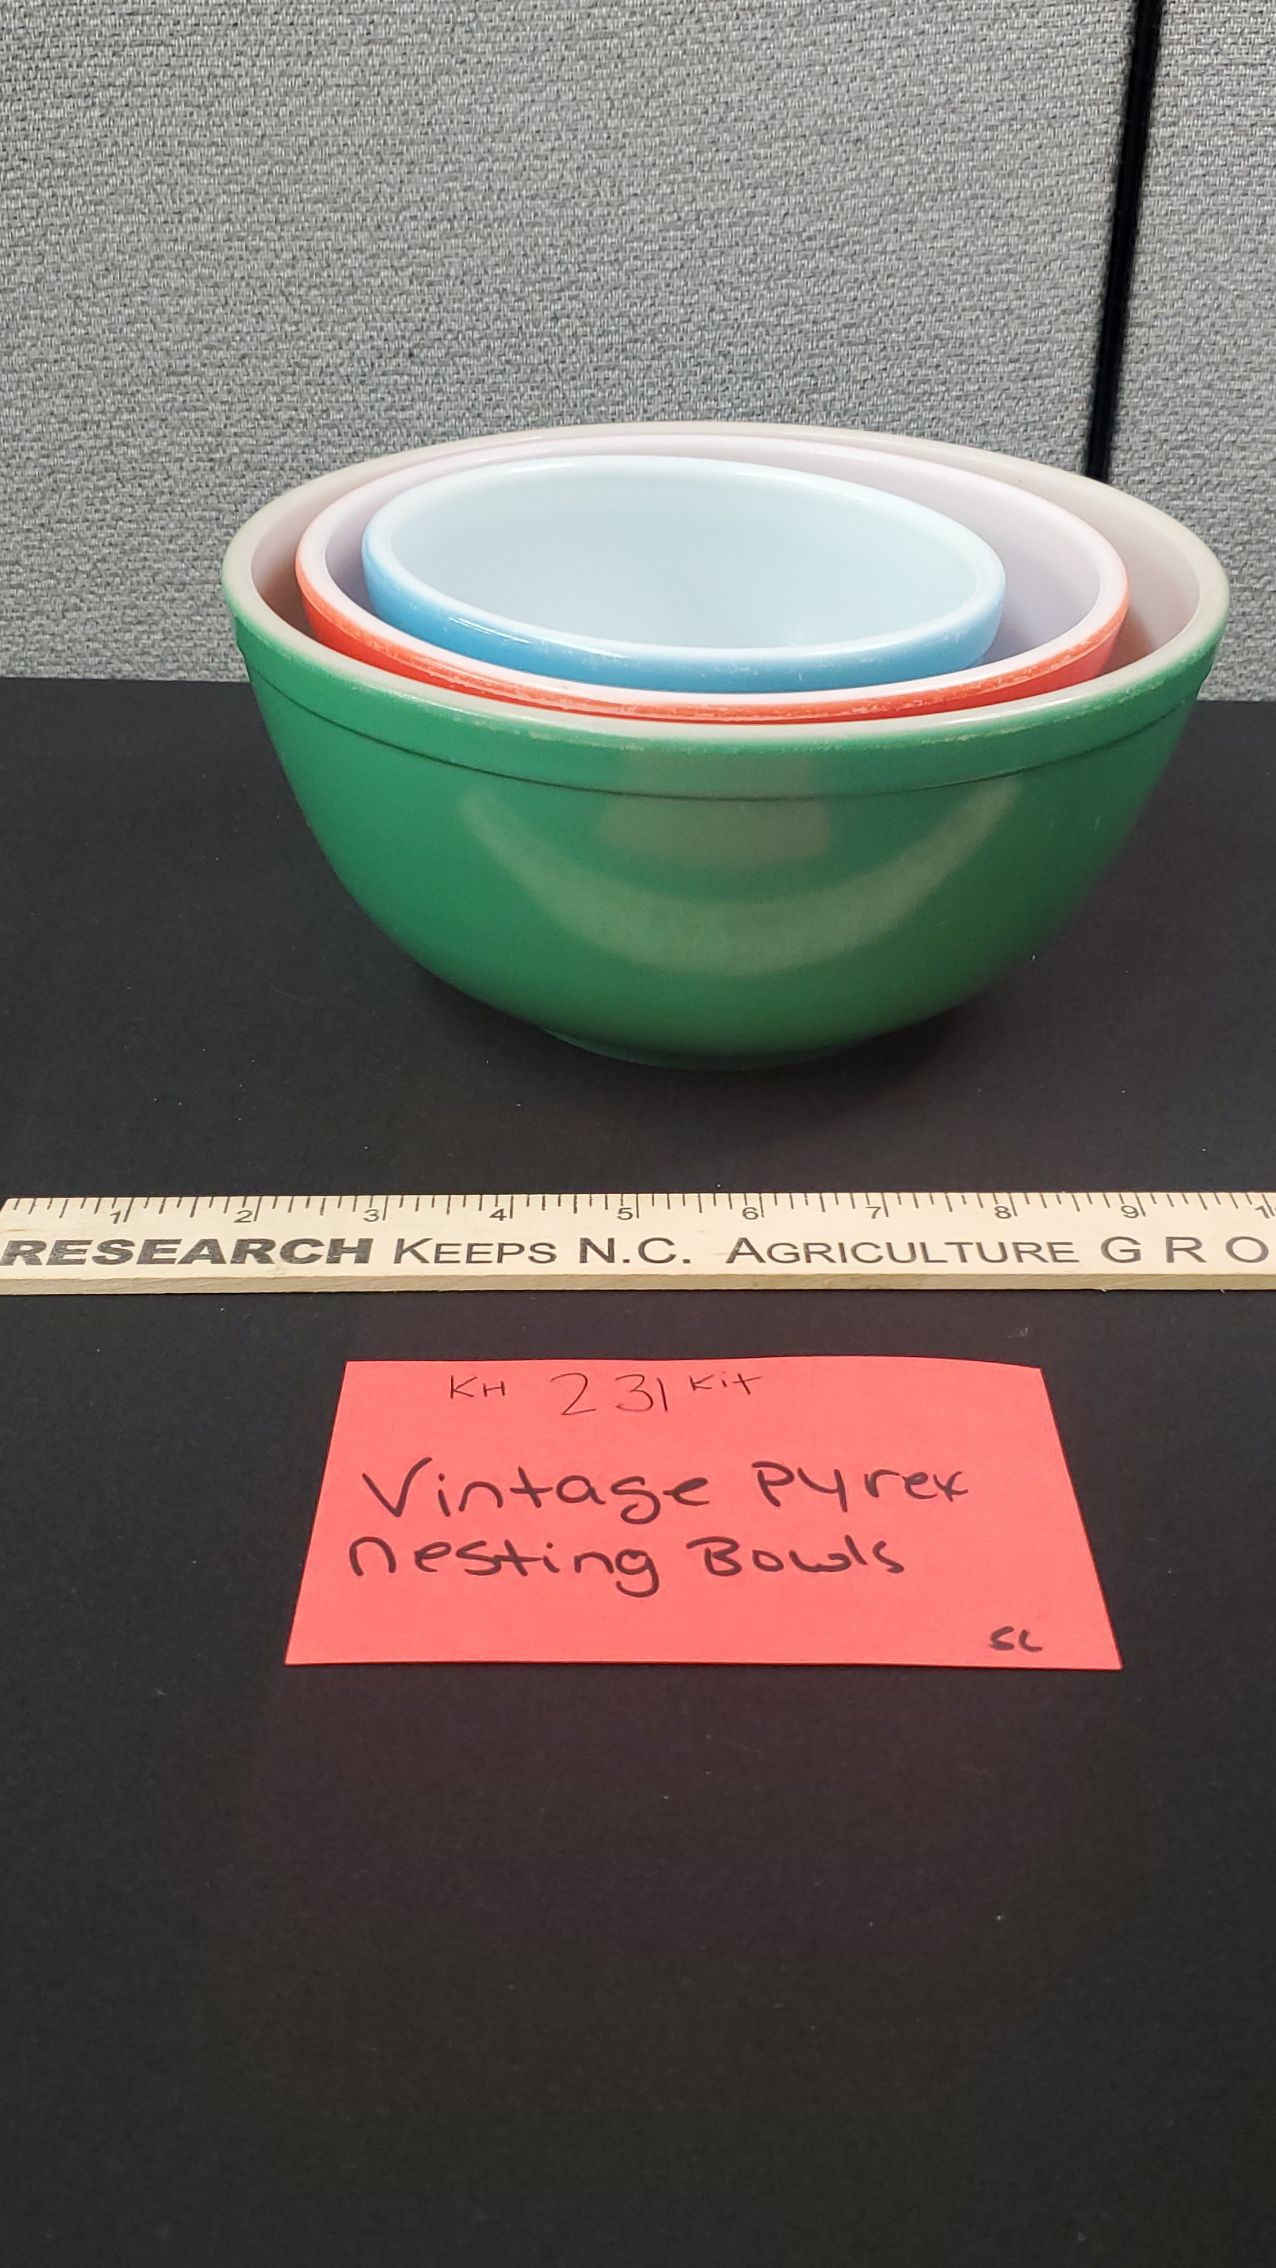 1 2 3 4 5 6 7 8 9
RESEARCH KEEPS N.C. AGRICULTURE GRO
KH 231 Kit
Vintage Pyrex
nesting Bowls
SL